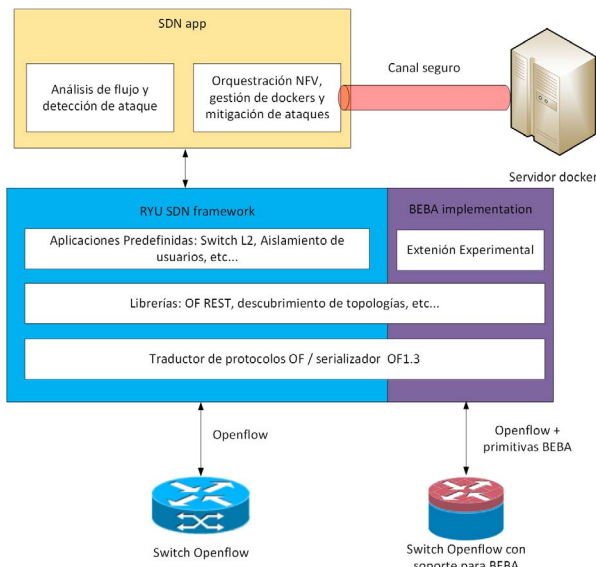 SDN app
Análisis de flujo y
detección de ataque
Orquestración NFV,
gestión de dockers y
mitigación de ataques
Canal seguro
Servidor docker
RYU SDN framework
BEBA implementation
Aplicaciones Predefinidas: Switch L2, Aislamiento de
usuarios, etc...
Extenión Experimental
Librerías: OF REST, descubrimiento de topologías, etc...
Traductor de protocolos OF / serializador OF1.3
Openflow
Openflow +
primitivas BEBA
Switch Openflow
Switch Openflow con
soporte para BEBA